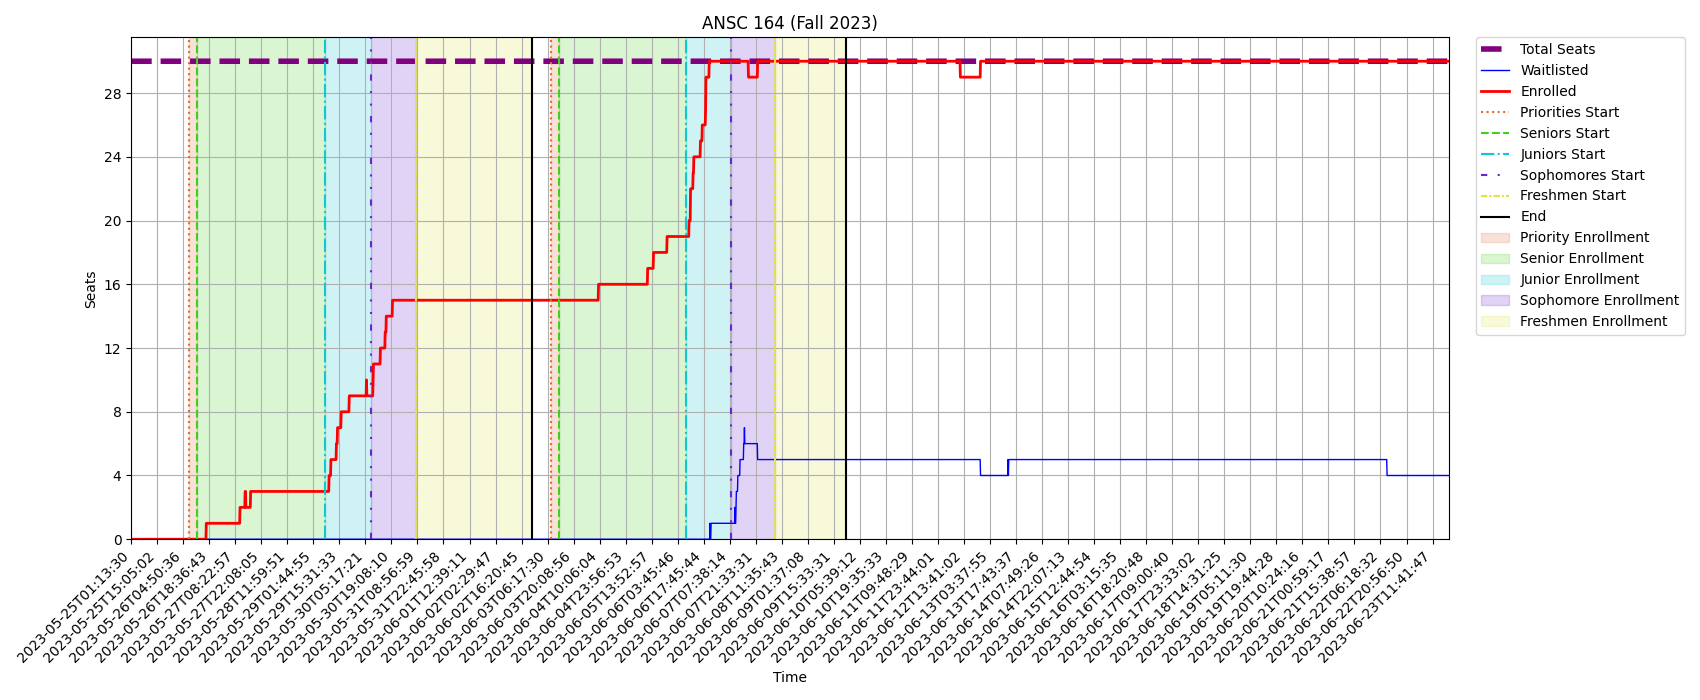 ANSC 164 (Fall 2023)
Total Seats
Waitlisted
Enrolled
Priorities Start
Seniors Start
Juniors Start
Sophomores Start
Freshmen Start
End
Priority Enrollment
Senior Enrollment
Junior Enrollment
Sophomore Enrollment
Freshmen Enrollment
Seats
28
24
20
16
12
8
4
0
2023-05-25T01:13:30
2023-05-25T15:05:02
2023-05-26T04:50:36
2023-05-26T18:36:43
2023-05-27T08:22:57
2023-05-27T22:08:05
2023-05-28T11:59:51
2023-05-29T01:44:55
2023-05-29T15:31:33
2023-05-30T05:17:21
2023-05-30T19:08:10
2023-05-31T08:56:59
2023-05-31T22:45:58
2023-06-01T12:39:11
2023-06-02T02:29:47
2023-06-02T16:20:45
2023-06-03T06:17:30
2023-06-03T20:08:56
2023-06-04T10:06:04
2023-06-04T23:56:53
2023-06-05T13:52:57
2023-06-06T03:45:46
2023-06-06T17:45:44
2023-06-07T07:38:14
2023-06-07T21:33:31
2023-06-08T11:35:43
2023-06-09T01:37:08
2023-06-09T15:33:31
2023-06-10T05:39:12
2023-06-10T19:35:33
2023-06-11T09:48:29
2023-06-11T23:44:01
2023-06-12T13:41:02
2023-06-13T03:37:55
2023-06-13T17:43:37
2023-06-14T07:49:26
2023-06-14T22:07:13
2023-06-15T12:44:54
2023-06-16T03:15:35
2023-06-16T18:20:48
2023-06-17T09:00:40
2023-06-17T23:33:02
2023-06-18T14:31:25
2023-06-19T05:11:30
2023-06-19T19:44:28
2023-06-20T10:24:16
2023-06-21T00:59:17
2023-06-21T15:38:57
2023-06-22T06:18:32
2023-06-22T20:56:50
2023-06-23T11:41:47
Time